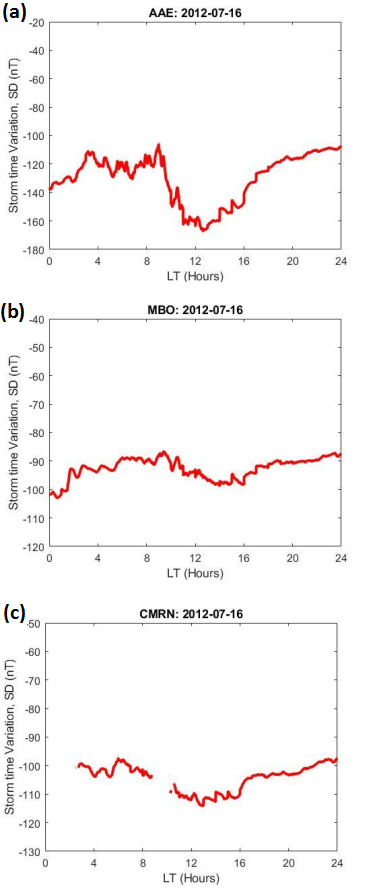 (a)
AAE: 2012-07-16
Storm time Variation, SD (nT)
-20
-40
-60
-80
-100
-120
-140
-160
-180
0 4 8 12 16 20 24
LT (Hours)
(b)
MBO: 2012-07-16
Storm time Variation, SD (nT)
-40
-50
-60
-70
-80
-90
-100
-110
-120
0 4 8 12 16 20 24
LT (Hours)
(c)
CMRN: 2012-07-16
Storm time Variation, SD (nT)
-50
-60
-70
-80
-90
-100
-110
-120
-130
0 4 8 12 16 20 24
LT (Hours)